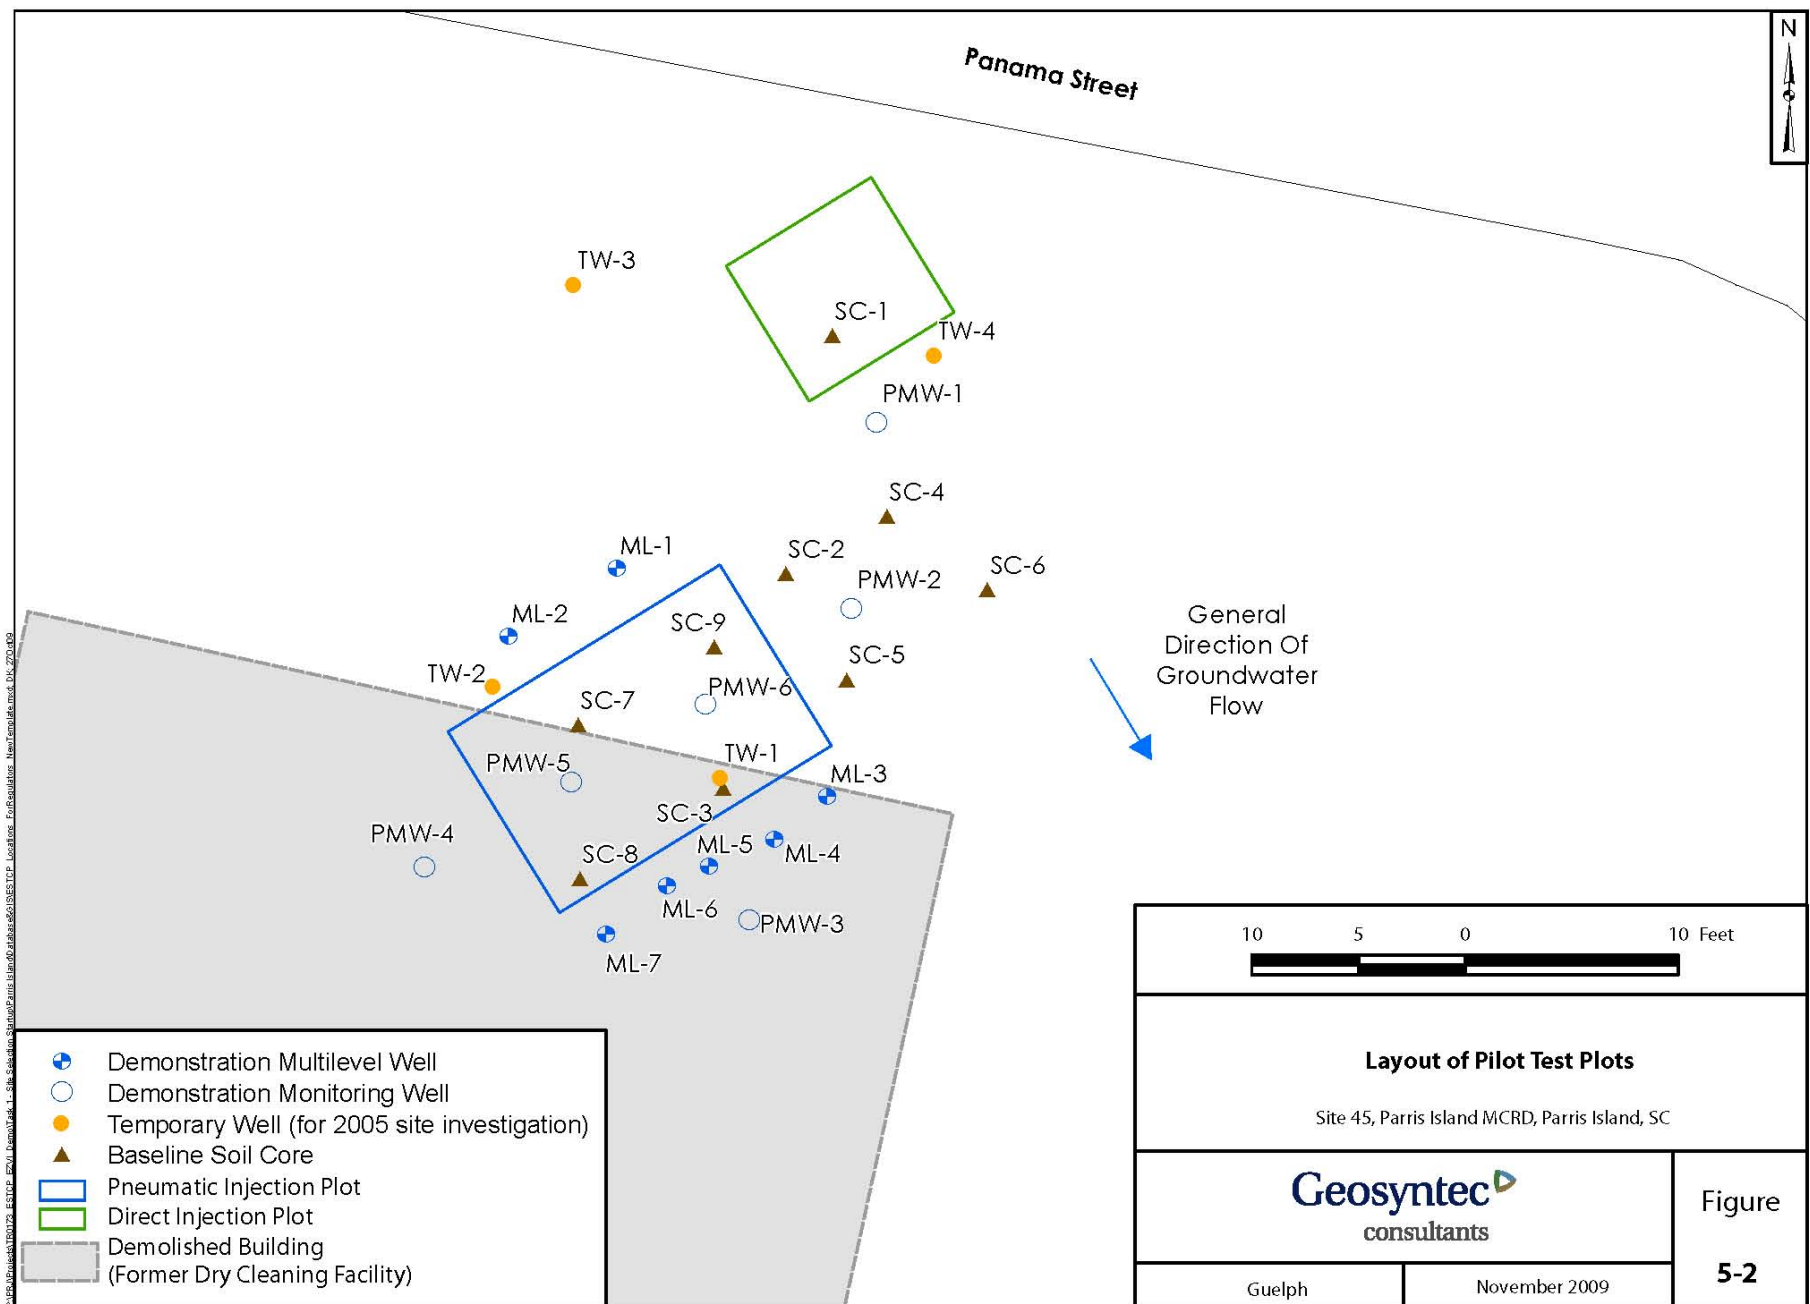 Panama Street
N
TW-3
SC-1
TW-4
PMW-1
SC-4
ML-1
SC-2
SC-6
PMW-2
ML-2
SC-9
SC-5
TW-2
PMW-6
SC-7
General
Direction Of
Groundwater
Flow
TW-1
PMW-5
ML-3
SC-3
PMW-4
ML-5
ML-4
SC-8
ML-6
PMW-3
ML-7
10 5 0 10 Feet
Demonstration Multilevel Well
Demonstration Monitoring Well
Temporary Well (for 2005 site investigation)
Baseline Soil Core
Pneumatic Injection Plot
Direct Injection Plot
Demolished Building
(Former Dry Cleaning Facility)
Layout of Pilot Test Plots
Site 45, Parris Island MCRD, Parris Island, SC
Geosyntec
consultants
Figure
5-2
Guelph
November 2009